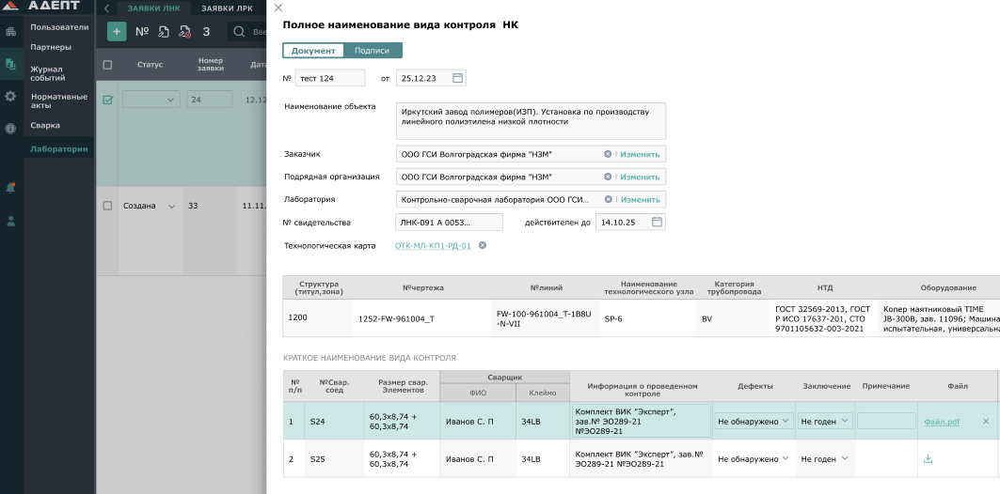 АДЕПТ
Пользователи
Партнеры
Журнал
событий
Нормативные
акты
Сварка
Лаборатории
ЗАЯВКИ ЛНК
ЗАЯВКИ ЛРК
№
3
Статус
Номер
заявки
24
12.12
Создана
33
11.11.
Полное наименование вида контроля НК
Документ
Подписи
№
тест 124
от
25.12.23
Наименование объекта
Иркутский завод полимеров(ИЗП). Установка по производству
линейного полиэтилена низкой плотности
Заказчик
ООО ГСИ Волгоградская фирма "НЗМ"
Изменить
Подрядная организация
ООО ГСИ Волгоградская фирма "НЗМ"
Изменить
Лаборатория
Контрольно-сварочная лаборатория ООО ГСИ...
Изменить
№ свидетельства
ЛНК-091 А 0053...
действителен до
14.10.25
Технологическая карта
ОТК-МЛ-КП1-РД-01
Структура
(титул,зона)
№чертежа
№линий
Наименование
технологического узла
Категория
трубопровода
НТД
Оборудование
1200
1252-FW-961004_T
FW-100-961004_T-1B8U
-N-VII
SP-6
BV
ГОСТ 32569-2013, ГОСТ
Р ИСО 17637-201, СТО
9701105632-003-2021
Копер маятниковый TIME
JB-300B, зав. 11096; Машина
испытательная, универсальна
КРАТКОЕ НАИМЕНОВАНИЕ ВИДА КОНТРОЛЯ
№
п/п
№Свар.
соед
Размер свар.
Элементов
Сварщик
ФИО
Клеймо
Информация о проведенном
контроле
Дефекты
Заключение
Примечание
Файл
1
S24
60,3х8,74 +
60,3х8,74
Иванов С. П
34LB
Комплект ВИК "Эксперт",
зав.№ ЭО289-21
№ЭО289-21
Не обнаружено
Не годен
Файл.pdf
2
S25
60,3х8,74 +
60,3х8,74
Иванов С. П
34LB
Комплект ВИК "Эксперт", зав.№
ЭО289-21 №ЭО289-21
Не обнаружено
Не годен